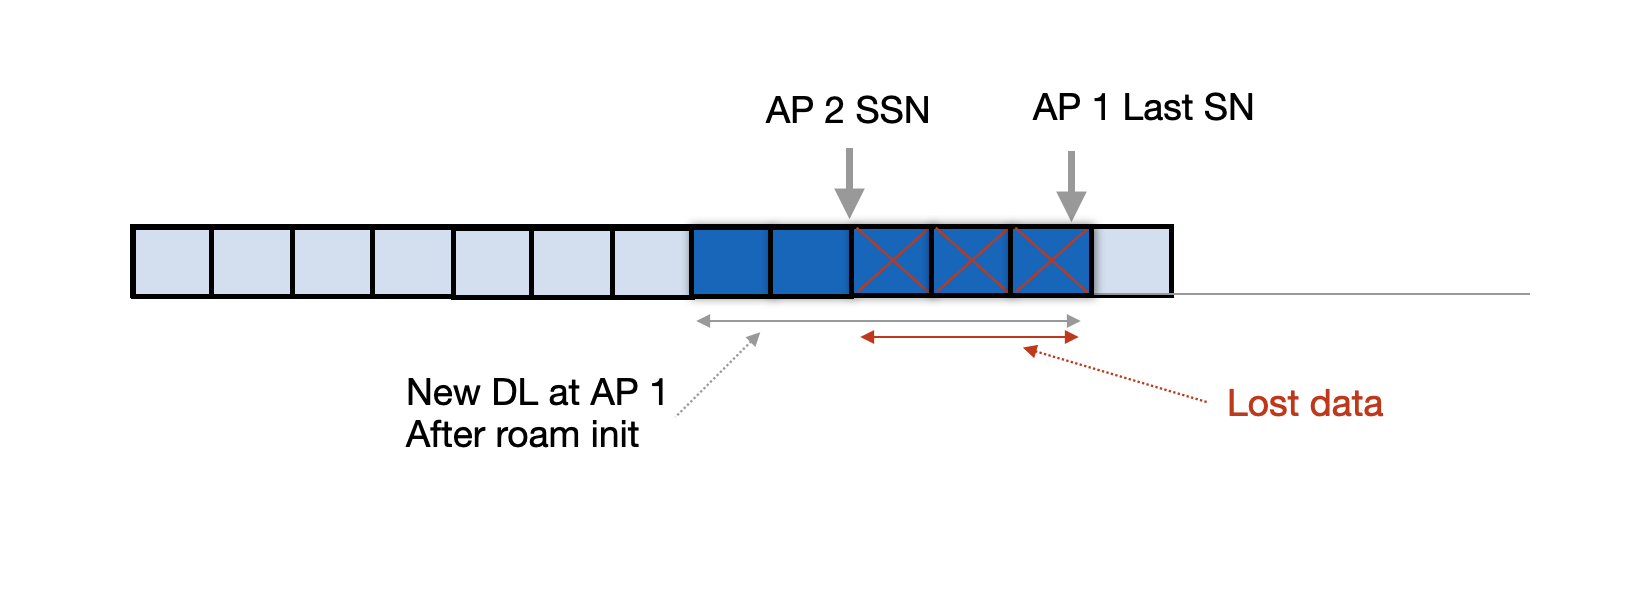 AP 2 SSN
AP 1 Last SN
New DL at AP 1
After roam init
Lost data